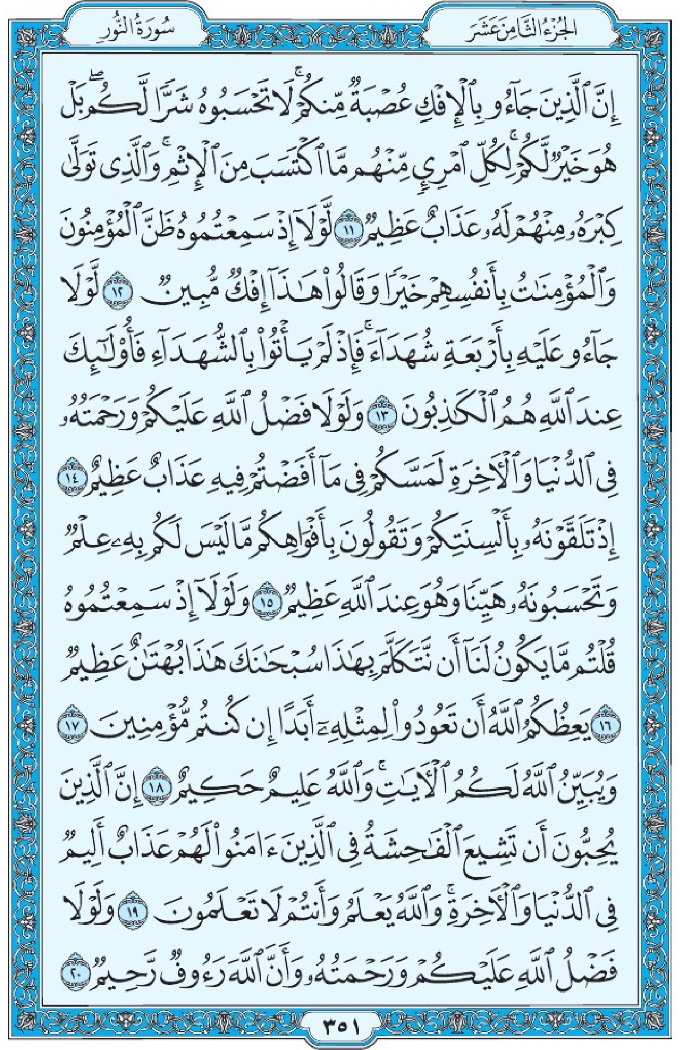 الجزء الثامن عشر
سورة النور
إِنَّ ٱلَّذِينَ جَآءُو بِٱلۡإِفۡكِ عُصۡبَةٞ مِّنكُمۡۚ لَا تَحۡسَبُوهُ شَرّٗا لَّكُمۖ بَلۡ
هُوَ خَيۡرٞ لَّكُمۡۚ لِكُلِّ ٱمۡرِيٕٖ مِّنۡهُم مَّا ٱكۡتَسَبَ مِنَ ٱلۡإِثۡمِۚ وَٱلَّذِي تَوَلَّىٰ
كِبۡرَهُۥ مِنۡهُمۡ لَهُۥ عَذَابٌ عَظِيمٞ ١١ لَّوۡلَآ إِذۡ سَمِعۡتُمُوهُ ظَنَّ ٱلۡمُؤۡمِنُونَ
وَٱلۡمُؤۡمِنَٰتُ بِأَنفُسِهِمۡ خَيۡرٗا وَقَالُواْ هَٰذَآ إِفۡكٞ مُّبِينٞ ١٢ لَّوۡلَا
جَآءُو عَلَيۡهِ بِأَرۡبَعَةِ شُهَدَآءَۚ فَإِذۡ لَمۡ يَأۡتُواْ بِٱلشُّهَدَآءِ فَأُوْلَٰٓئِكَ
عِندَ ٱللَّهِ هُمُ ٱلۡكَٰذِبُونَ ١٣ وَلَوۡلَا فَضۡلُ ٱللَّهِ عَلَيۡكُمۡ وَرَحۡمَتُهُۥ
فِي ٱلدُّنۡيَا وَٱلۡأٓخِرَةِ لَمَسَّكُمۡ فِي مَآ أَفَضۡتُمۡ فِيهِ عَذَابٌ عَظِيمٌ ١٤
إِذۡ تَلَقَّوۡنَهُۥ بِأَلۡسِنَتِكُمۡ وَتَقُولُونَ بِأَفۡوَاهِكُم مَّا لَيۡسَ لَكُم بِهِۦ عِلۡمٞ
وَتَحۡسَبُونَهُۥ هَيِّنٗا وَهُوَ عِندَ ٱللَّهِ عَظِيمٞ ١٥ وَلَوۡلَآ إِذۡ سَمِعۡتُمُوهُ
قُلۡتُم مَّا يَكُونُ لَنَآ أَن نَّتَكَلَّمَ بِهَٰذَا سُبۡحَٰنَكَ هَٰذَا بُهۡتَٰنٌ عَظِيمٞ
١٦ يَعِظُكُمُ ٱللَّهُ أَن تَعُودُواْ لِمِثۡلِهِۦٓ أَبَدًا إِن كُنتُم مُّؤۡمِنِينَ ١٧
وَيُبَيِّنُ ٱللَّهُ لَكُمُ ٱلۡأٓيَٰتِۚ وَٱللَّهُ عَلِيمٌ حَكِيمٌ ١٨ إِنَّ ٱلَّذِينَ
يُحِبُّونَ أَن تَشِيعَ ٱلۡفَٰحِشَةُ فِي ٱلَّذِينَ ءَامَنُواْ لَهُمۡ عَذَابٌ أَلِيمٞ
فِي ٱلدُّنۡيَا وَٱلۡأٓخِرَةِۚ وَٱللَّهُ يَعۡلَمُ وَأَنتُمۡ لَا تَعۡلَمُونَ ١٩ وَلَوۡلَا
فَضۡلُ ٱللَّهِ عَلَيۡكُمۡ وَرَحۡمَتُهُۥ وَأَنَّ ٱللَّهَ رَءُوفٞ رَّحِيمٞ ٢٠
٣٥١